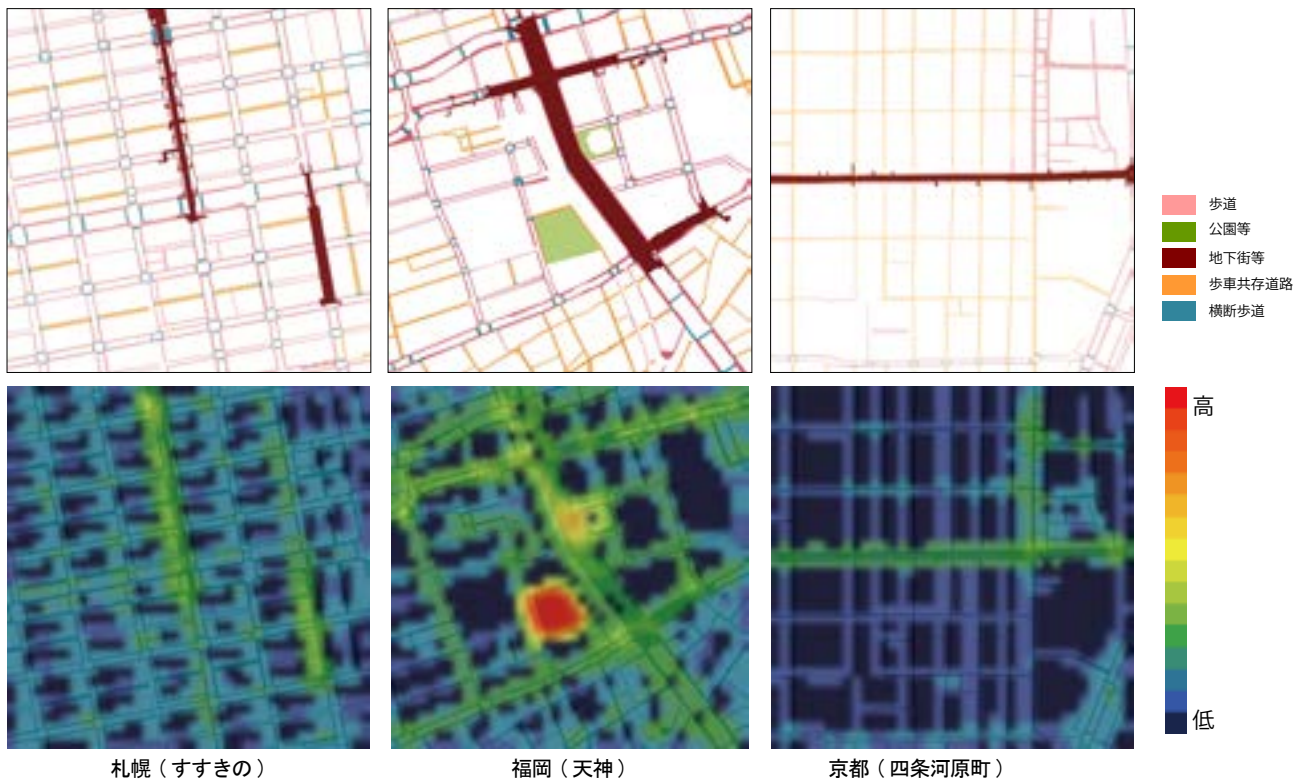 歩道
公園等
地下街等
歩車共存道路
横断歩道
高
低
札幌(すすきの)
福岡(天神)
京都(四条河原町)